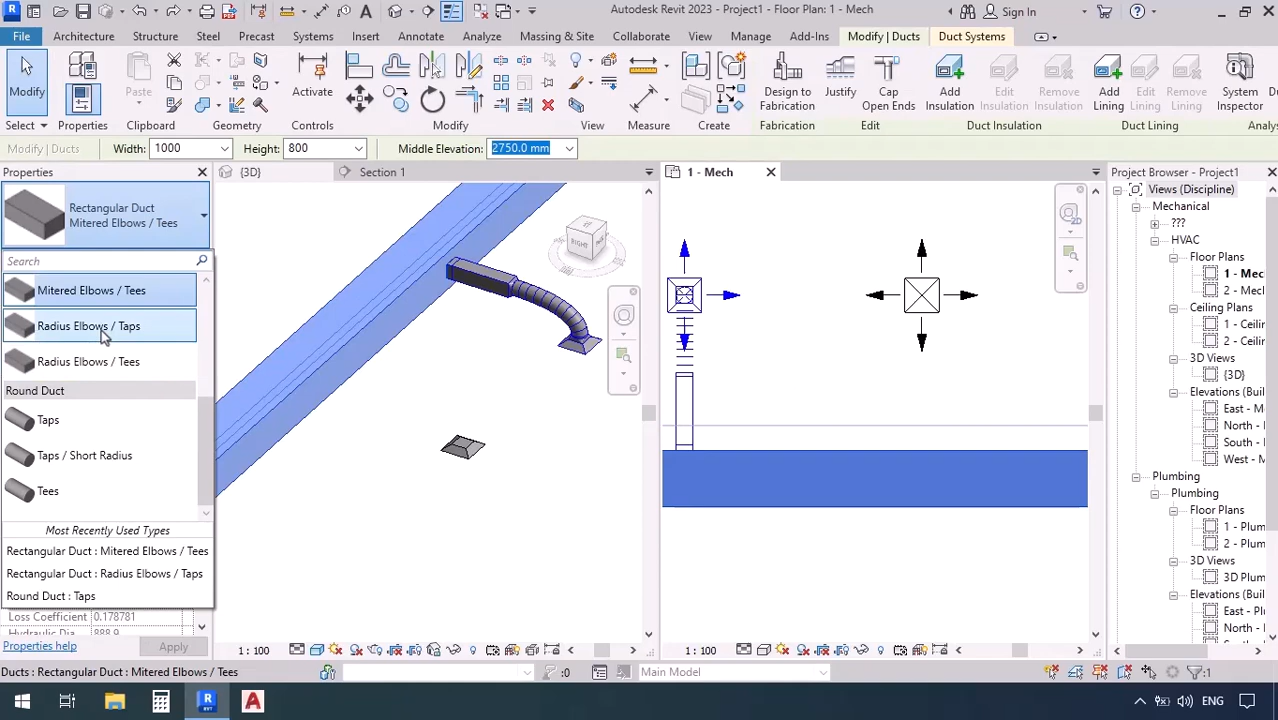 Autodesk Revit 2023 - Project1 - Floor Plan: 1 - Mech
Sign In
File Architecture Structure Steel Precast Systems Insert Annotate Analyze Massing & Site Collaborate View Manage Add-Ins Modify | Ducts Duct Systems
Modify
Paste
Activate
Design to Fabrication
Justify
Cap Open Ends
Add Insulation
Edit Insulation
Remove Insulation
Add Lining
Edit Lining
Remove Lining
System Inspector
Select Properties Clipboard Geometry Controls Modify View Measure Create Fabrication Edit Duct Insulation Duct Lining
Modify | Ducts Width: 1000 Height: 800 Middle Elevation: 2750.0 mm
Properties
{3D}
Section 1
1 - Mech
Project Browser - Project1
Rectangular Duct
Mitered Elbows / Tees
Search
Mitered Elbows / Tees
Radius Elbows / Taps
Radius Elbows / Tees
Round Duct
Taps
Taps / Short Radius
Tees
Most Recently Used Types
Rectangular Duct : Mitered Elbows / Tees
Rectangular Duct : Radius Elbows / Taps
Round Duct : Taps
Loss Coefficient 0.178781
Hydraulic Dia... 888.9
Properties help
Apply
RIGHT
Views (Discipline)
Mechanical
???
HVAC
Floor Plans
1 - Mec
2 - Mec
Ceiling Plans
1 - Ceilin
2 - Ceilin
3D Views
{3D}
Elevations (Buil
East - M
North -
South -
West - M
Plumbing
Plumbing
Floor Plans
1 - Plum
2 - Plum
3D Views
3D Plum
Elevations (Buil
East - Pl
North -
1 : 100
1 : 100
Ducts : Rectangular Duct : Mitered Elbows / Tees
:0
Main Model
:1
ENG